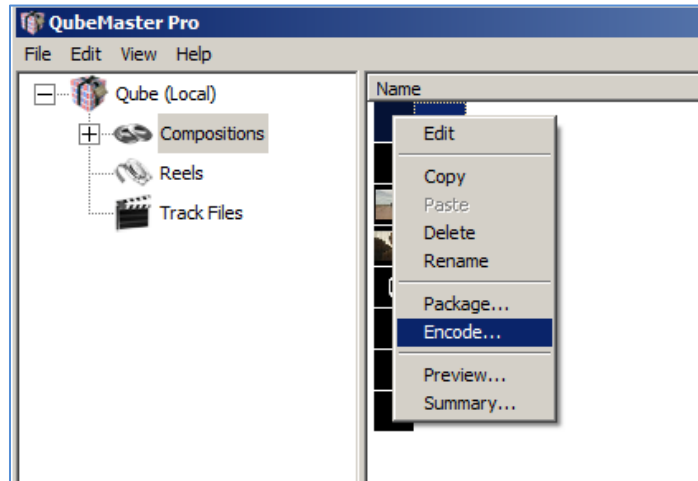 QubeMaster Pro
File Edit View Help
Qube (Local)
Compositions
Reels
Track Files
Name
Edit
Copy
Paste
Delete
Rename
Package...
Encode...
Preview...
Summary...